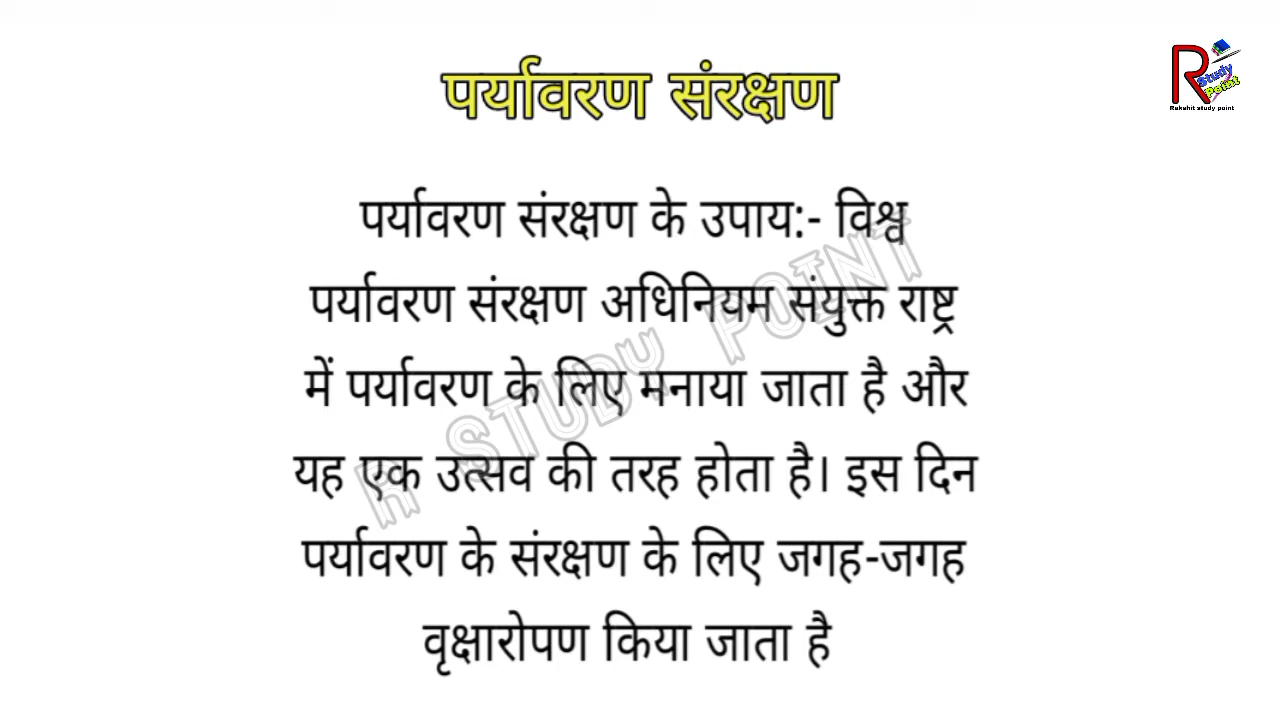 पर्यावरण संरक्षण
R
Study
Point
Rakshit study point
पर्यावरण संरक्षण के उपाय:- विश्व
पर्यावरण संरक्षण अधिनियम संयुक्त राष्ट्र
में पर्यावरण के लिए मनाया जाता है और
यह एक उत्सव की तरह होता है। इस दिन
पर्यावरण के संरक्षण के लिए जगह-जगह
वृक्षारोपण किया जाता है
R STUDY POINT